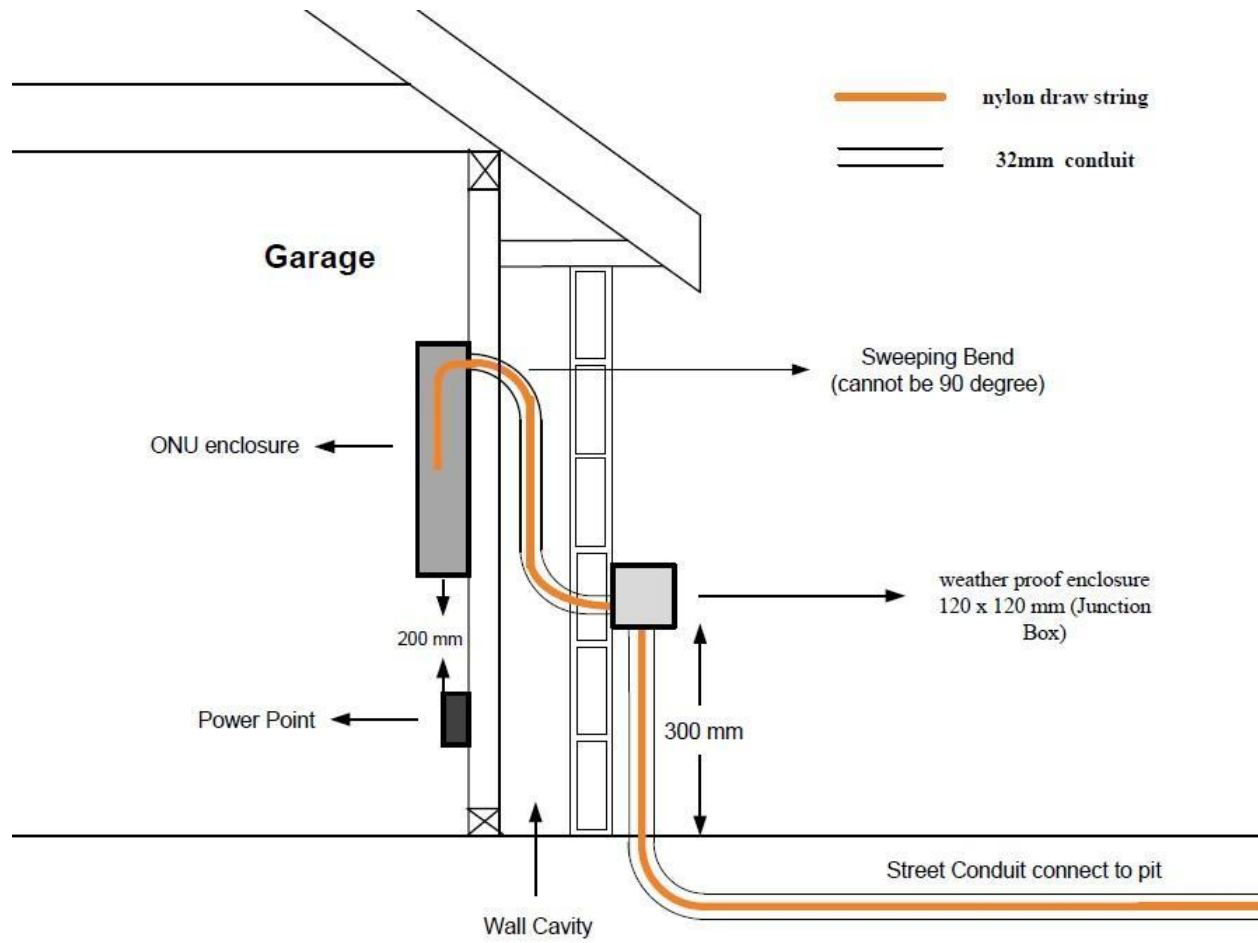 nylon draw string
32mm conduit
Garage
Sweeping Bend
(cannot be 90 degree)
ONU enclosure
weather proof enclosure
120 x 120 mm (Junction
Box)
200 mm
Power Point
300 mm
Street Conduit connect to pit
Wall Cavity